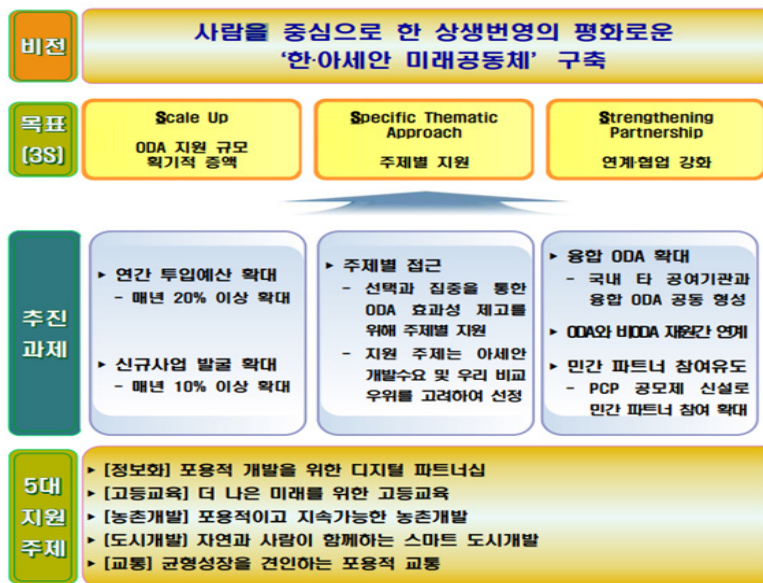 비전
사람을 중심으로 한 상생번영의 평화로운
‘한·아세안 미래공동체’ 구축
목표
(3S)
Scale Up
ODA 지원 규모
획기적 증액
Specific Thematic
Approach
주제별 지원
Strengthening
Partnership
연계·협업 강화
추진
과제
▸ 연간 투입예산 확대
– 매년 20% 이상 확대
▸ 신규사업 발굴 확대
– 매년 10% 이상 확대
▸ 주제별 접근
– 선택과 집중을 통한
ODA 효과성 제고를
위해 주제별 지원
– 지원 주제는 아세안
개발수요 및 우리 비교
우위를 고려하여 선정
▸ 융합 ODA 확대
– 국내 타 공여기관과
융합 ODA 공동 형성
▸ ODA와 비ODA 재원간 연계
▸ 민간 파트너 참여유도
– PCP 공모제 신설로
민간 파트너 참여 확대
5대
지원
주제
▸ [정보화] 포용적 개발을 위한 디지털 파트너십
▸ [고등교육] 더 나은 미래를 위한 고등교육
▸ [농촌개발] 포용적이고 지속가능한 농촌개발
▸ [도시개발] 자연과 사람이 함께하는 스마트 도시개발
▸ [교통] 균형성장을 견인하는 포용적 교통